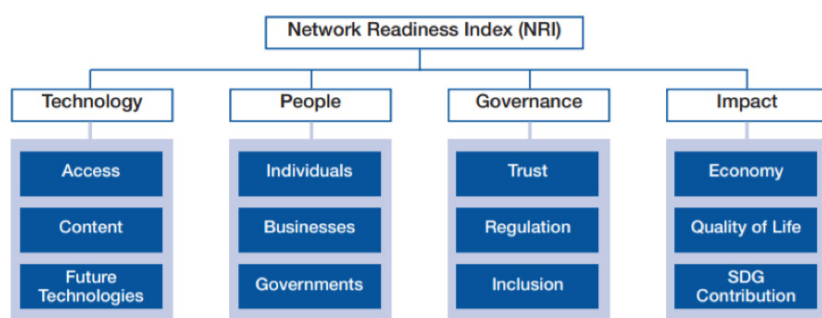 Network Readiness Index (NRI)
Technology
People
Governance
Impact
Access
Individuals
Trust
Economy
Content
Businesses
Regulation
Quality of Life
Future
Technologies
Governments
Inclusion
SDG
Contribution